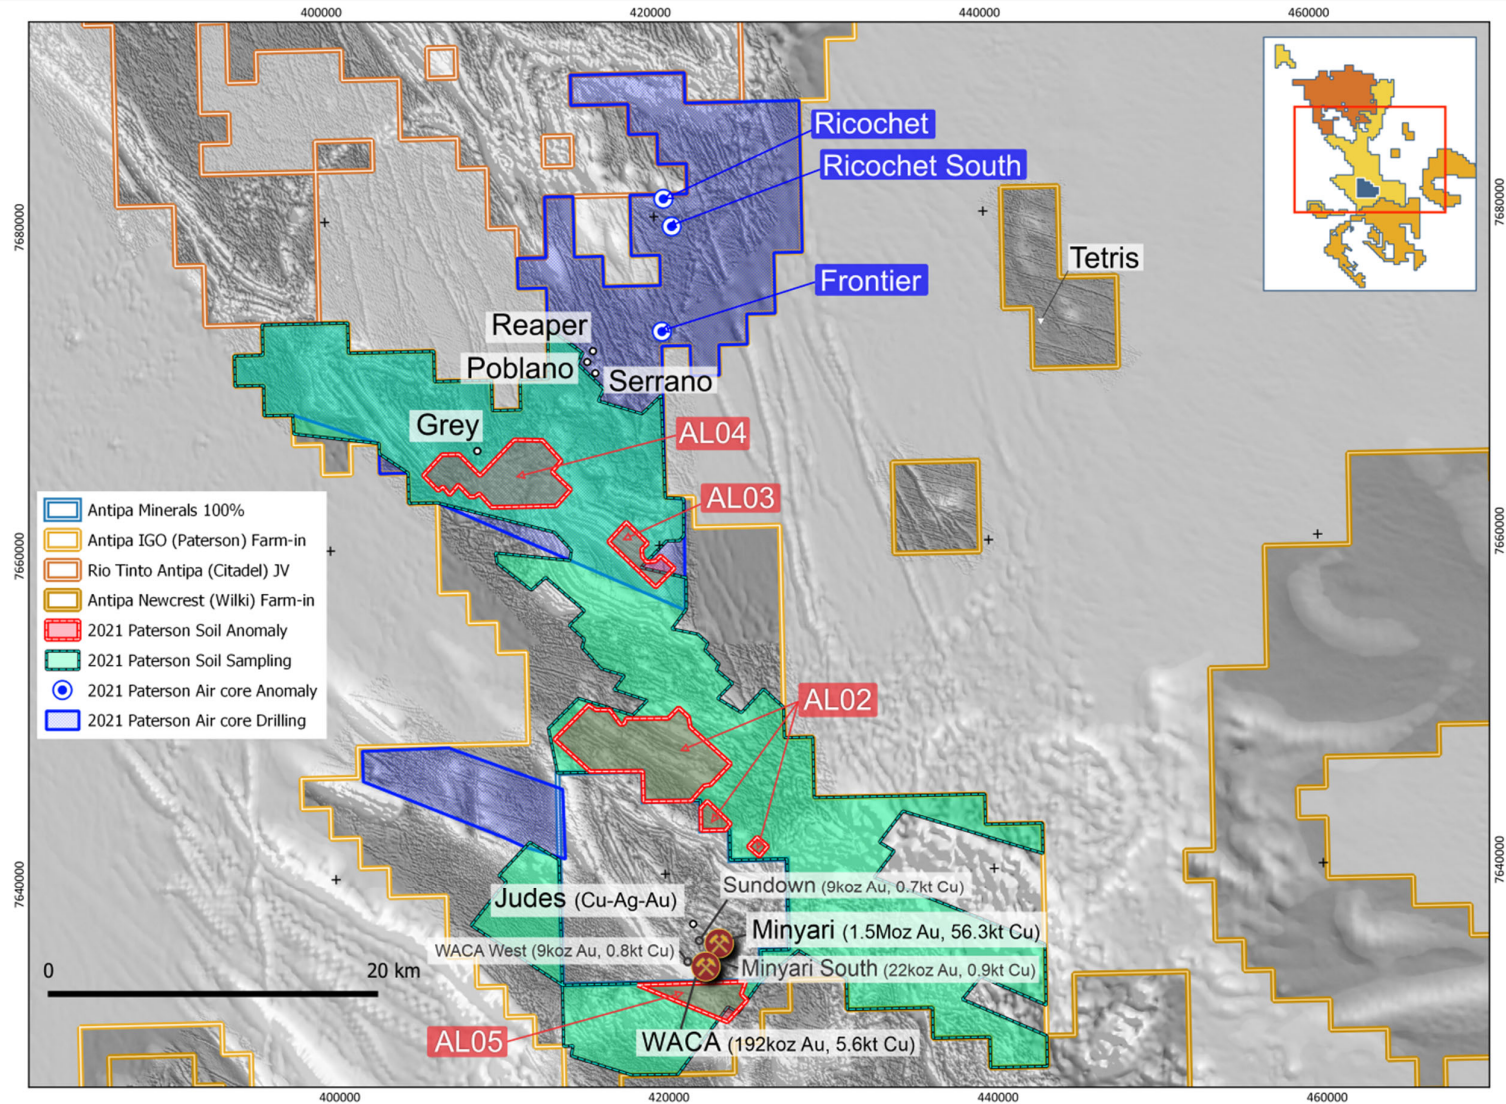 400000
420000
440000
460000
7680000
7680000
Ricochet
Ricochet South
Tetris
Frontier
Reaper
Poblano
Serrano
Grey
AL04
AL03
7660000
7660000
Antipa Minerals 100%
Antipa IGO (Paterson) Farm-in
Rio Tinto Antipa (Citadel) JV
Antipa Newcrest (Wilki) Farm-in
2021 Paterson Soil Anomaly
2021 Paterson Soil Sampling
2021 Paterson Air core Anomaly
2021 Paterson Air core Drilling
AL02
7640000
7640000
Sundown (9koz Au, 0.7kt Cu)
Judes (Cu-Ag-Au)
Minyari (1.5Moz Au, 56.3kt Cu)
WACA West (9koz Au, 0.8kt Cu)
Minyari South (22koz Au, 0.9kt Cu)
0
20 km
AL05
WACA (192koz Au, 5.6kt Cu)
400000
420000
440000
460000